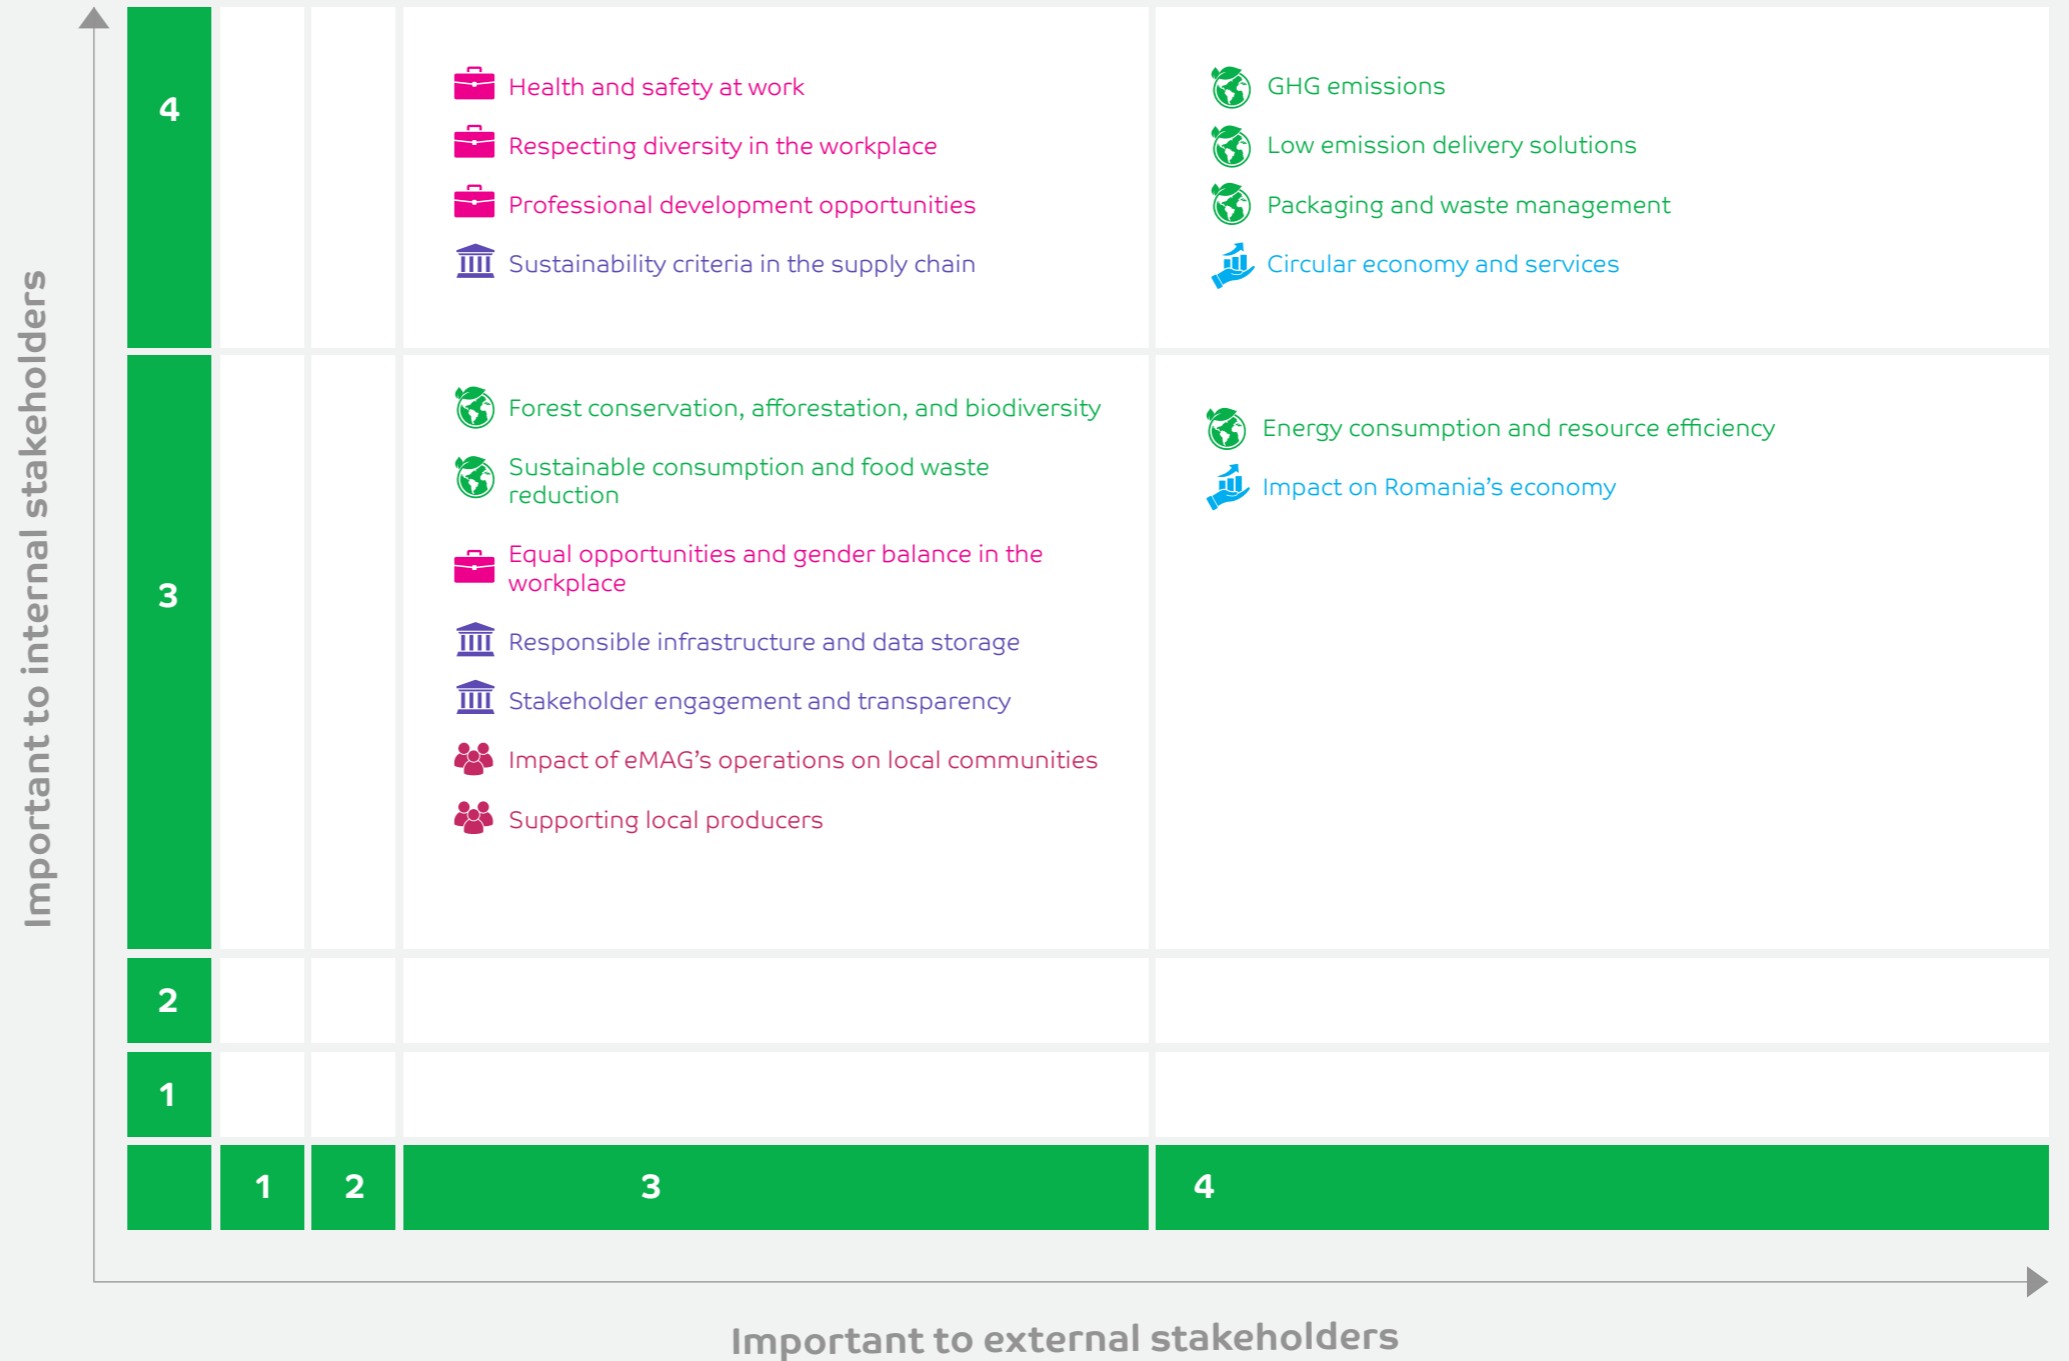 Important to internal stakeholders
4
Health and safety at work
Respecting diversity in the workplace
Professional development opportunities
Sustainability criteria in the supply chain
GHG emissions
Low emission delivery solutions
Packaging and waste management
Circular economy and services
3
Forest conservation, afforestation, and biodiversity
Sustainable consumption and food waste
reduction
Equal opportunities and gender balance in the
workplace
Responsible infrastructure and data storage
Stakeholder engagement and transparency
Impact of eMAG’s operations on local communities
Supporting local producers
Energy consumption and resource efficiency
Impact on Romania’s economy
2
1
1 2 3 4
Important to external stakeholders